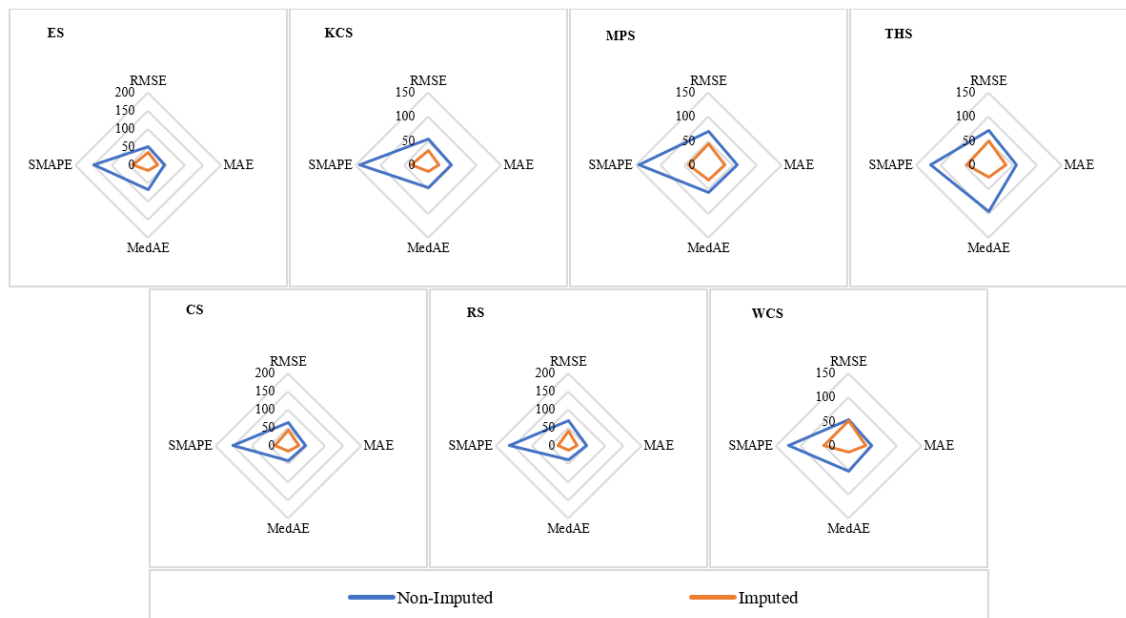 ES
RMSE
200
150
100
50
0
SMAPE
MAE
MedAE
KCS
RMSE
150
100
50
0
SMAPE
MAE
MedAE
MPS
RMSE
150
100
50
0
SMAPE
MAE
MedAE
THS
RMSE
150
100
50
0
SMAPE
MAE
MedAE
CS
RMSE
200
150
100
50
0
SMAPE
MAE
MedAE
RS
RMSE
200
150
100
50
0
SMAPE
MAE
MedAE
WCS
RMSE
150
100
50
0
SMAPE
MAE
MedAE
Non-Imputed
Imputed